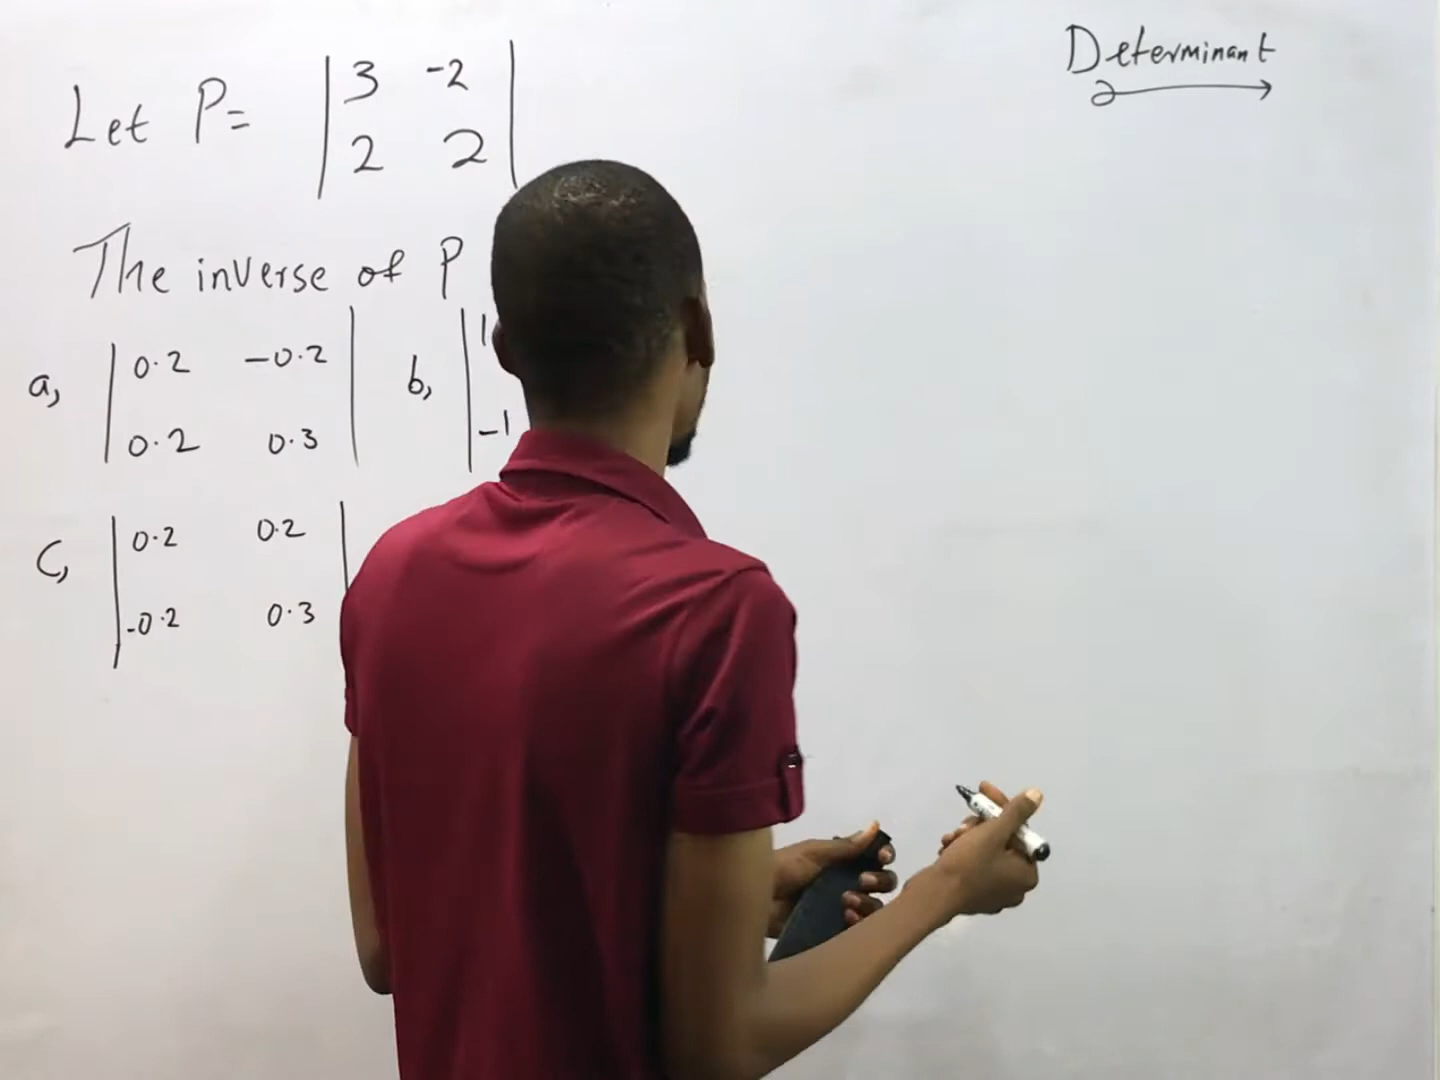 Determinant
Let P= | 3 -2 |
| 2 2 |
The inverse of P
a, | 0.2 -0.2 | b, | 1
| 0.2 0.3 | | -1
C, | 0.2 0.2 |
| -0.2 0.3